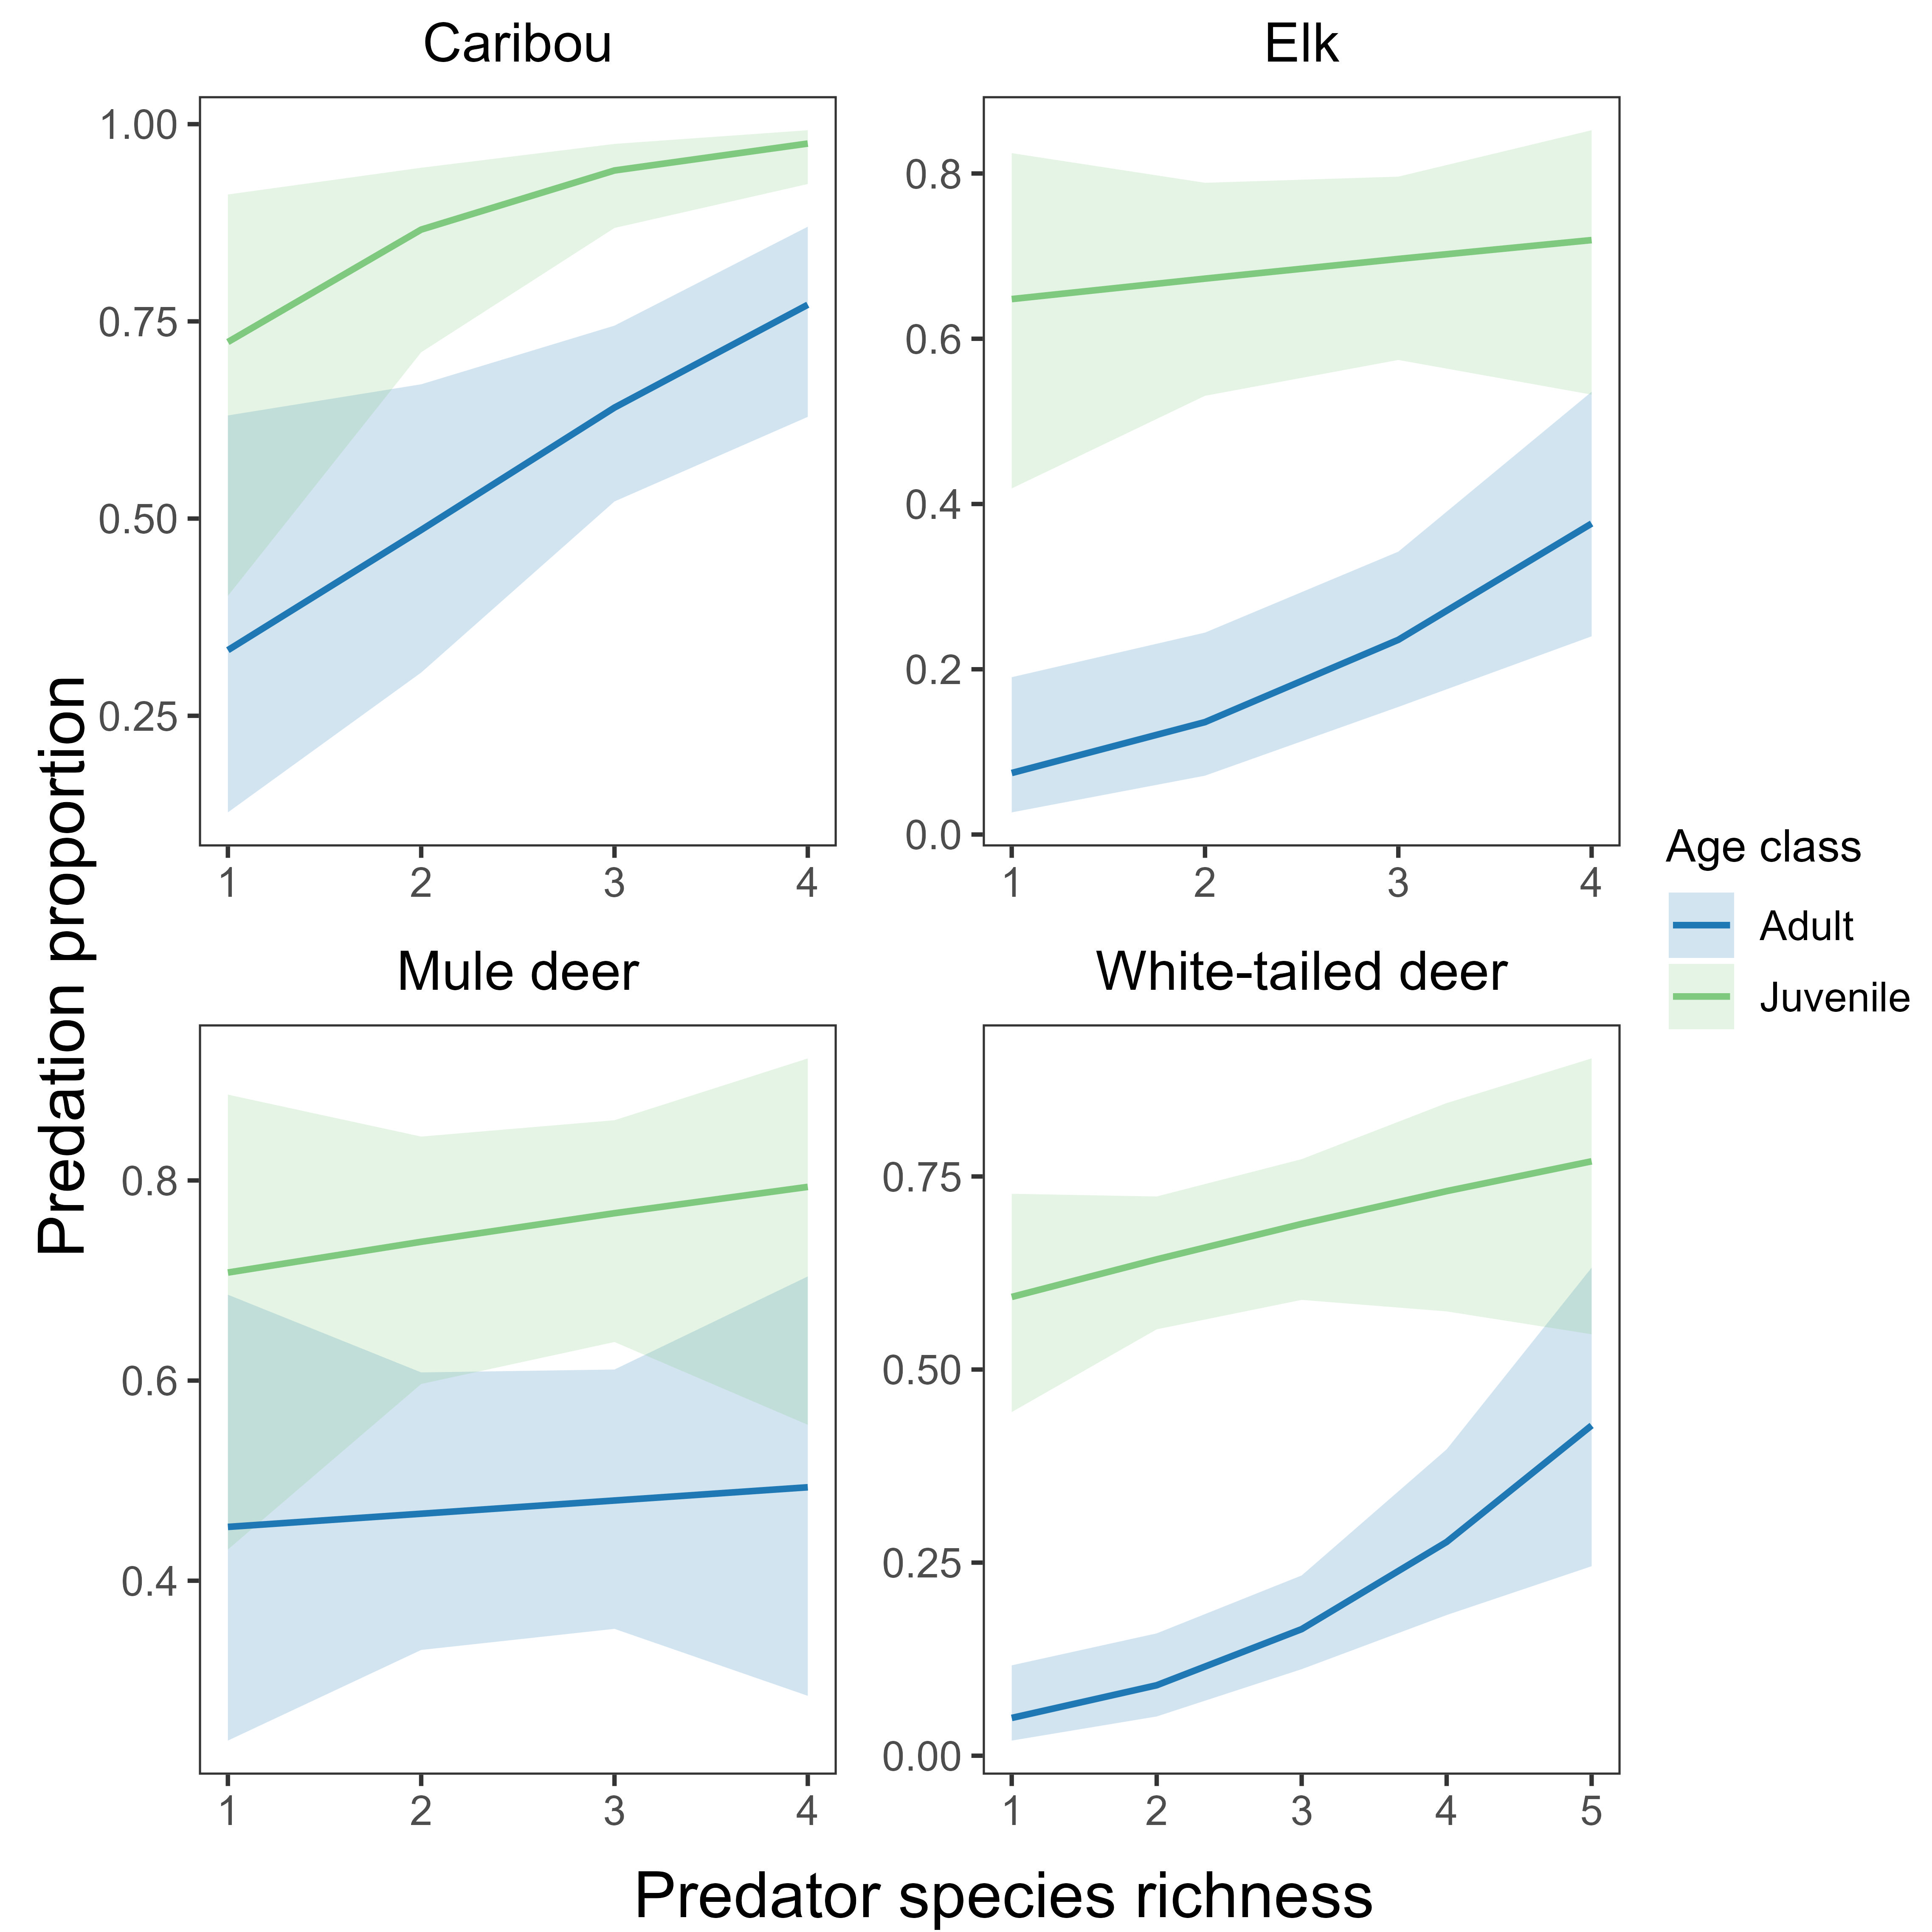 Caribou
Elk
1.00
0.75
0.50
0.25
1 2 3 4
0.8
0.6
0.4
0.2
0.0
1 2 3 4
Mule deer
White-tailed deer
0.8
0.6
0.4
1 2 3 4
0.75
0.50
0.25
0.00
1 2 3 4 5
Predation proportion
Predator species richness
Age class
Adult
Juvenile